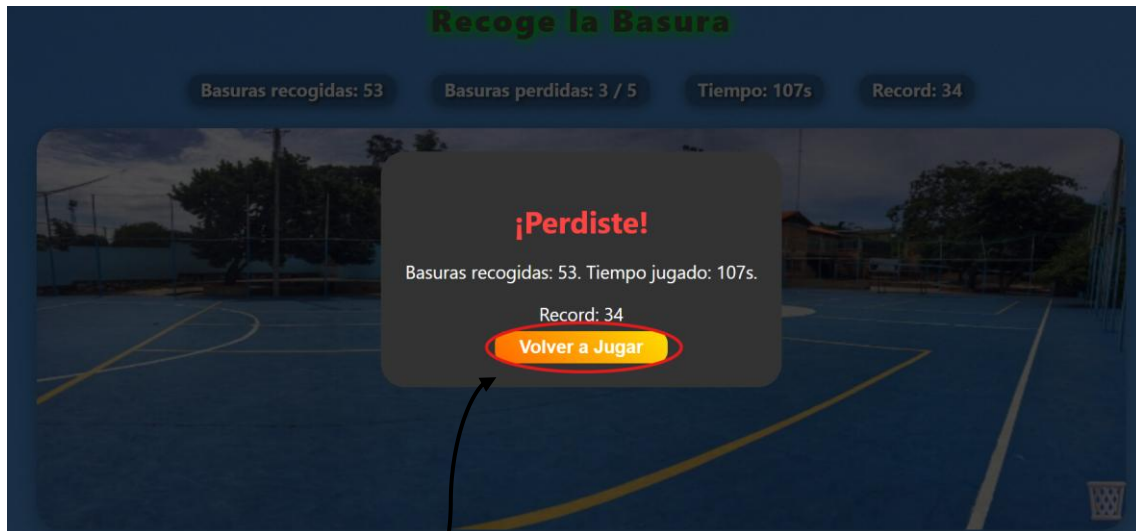 Recoge la Basura
Basuras recogidas: 53 Basuras perdidas: 3 / 5 Tiempo: 107s Record: 34
¡Perdiste!
Basuras recogidas: 53. Tiempo jugado: 107s.
Record: 34
Volver a Jugar